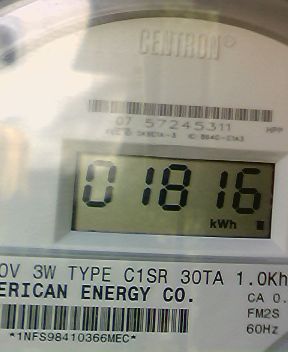 CENTRON®
07 57245311 HPP
01816
kWh
0V 3W TYPE C1SR 30TA 1.0Kh
ERICAN ENERGY CO.
CA 0.
FM2S
60Hz
*1NFS98410366MEC*